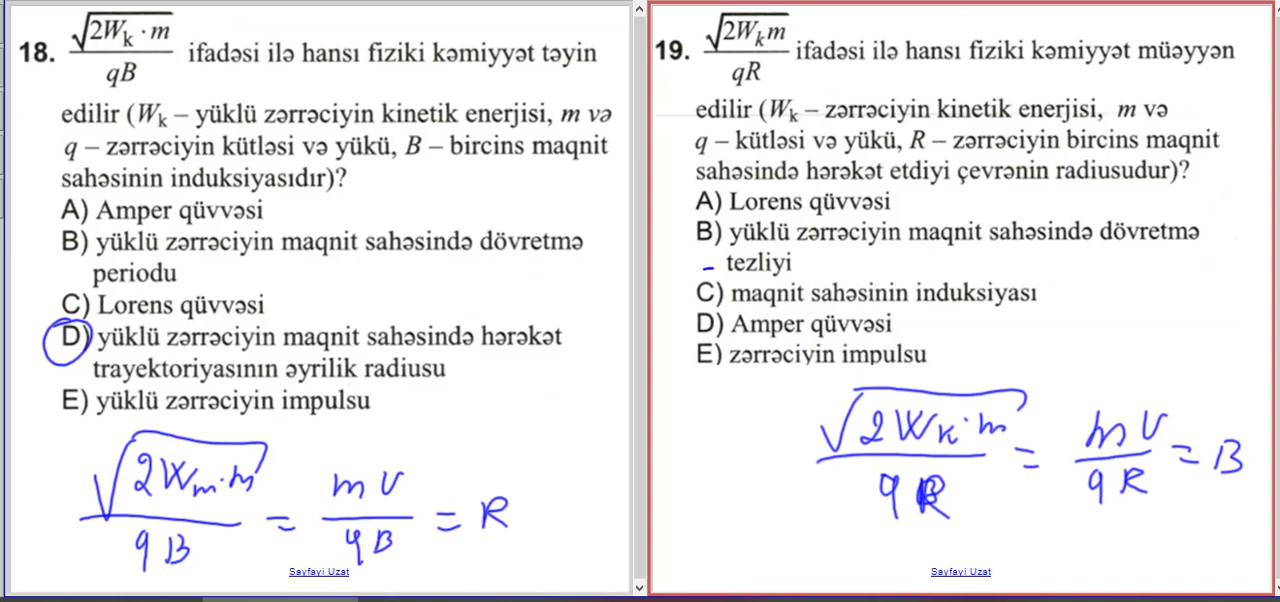 18. √2Wₖ · m / qB ifadəsi ilə hansı fiziki kəmiyyət təyin
edilir (Wₖ – yüklü zərrəciyin kinetik enerjisi, m və
q – zərrəciyin kütləsi və yükü, B – bircins maqnit
sahəsinin induksiyasıdır)?
A) Amper qüvvəsi
B) yüklü zərrəciyin maqnit sahəsində dövretmə
periodu
C) Lorens qüvvəsi
D) yüklü zərrəciyin maqnit sahəsində hərəkət
trayektoriyasının əyrilik radiusu
E) yüklü zərrəciyin impulsu
√2Wₘ·m / qB = mV / qB = R
Sayfayi Uzat
19. √2Wₖm / qR ifadəsi ilə hansı fiziki kəmiyyət müəyyən
edilir (Wₖ – zərrəciyin kinetik enerjisi, m və
q – kütləsi və yükü, R – zərrəciyin bircins maqnit
sahəsində hərəkət etdiyi çevrənin radiusudur)?
A) Lorens qüvvəsi
B) yüklü zərrəciyin maqnit sahəsində dövretmə
tezliyi
C) maqnit sahəsinin induksiyası
D) Amper qüvvəsi
E) zərrəciyin impulsu
√2Wₖ·m / qR = mV / qR = B
Sayfayi Uzat